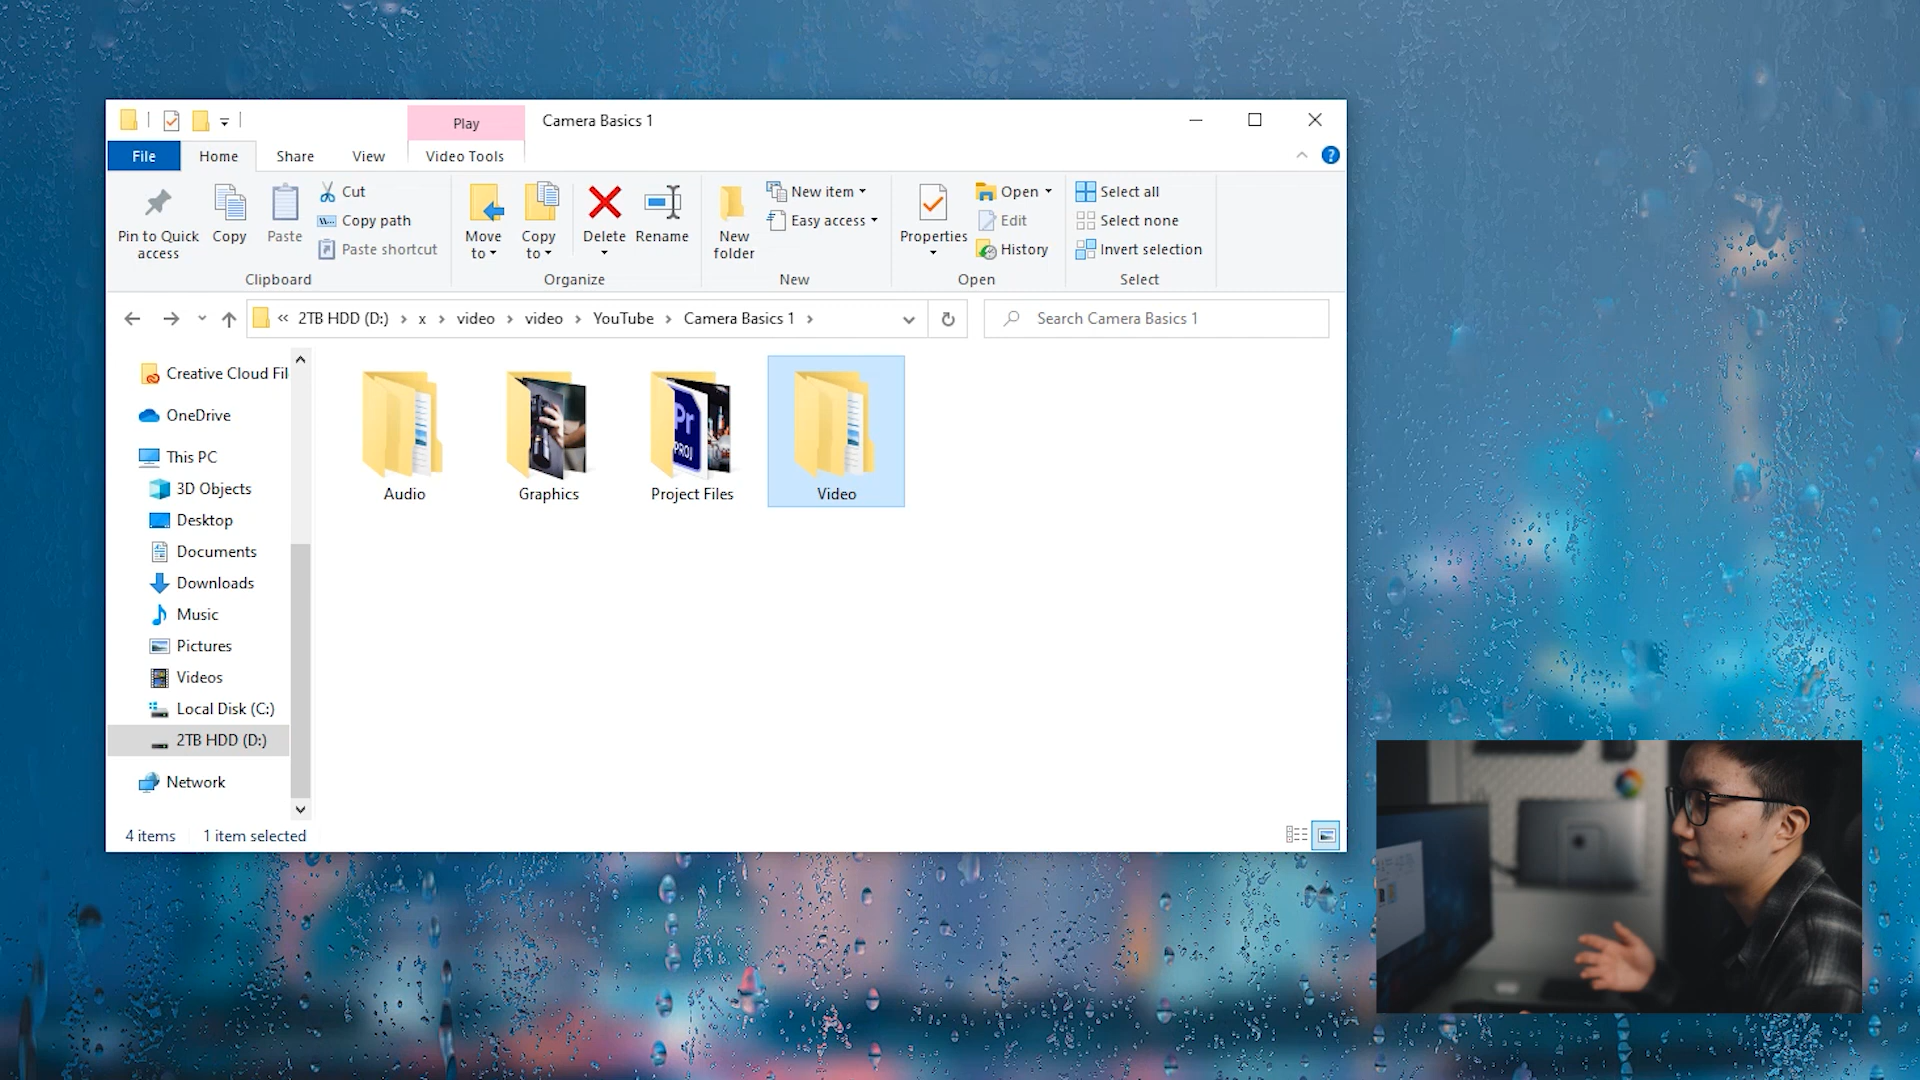 Play
Camera Basics 1
File
Home
Share
View
Video Tools
Pin to Quick access
Copy
Paste
Cut
Copy path
Paste shortcut
Clipboard
Move to
Copy to
Delete
Rename
Organize
New folder
New item
Easy access
New
Properties
Open
Edit
History
Open
Select all
Select none
Invert selection
Select
« 2TB HDD (D:) › x › video › video › YouTube › Camera Basics 1 ›
Search Camera Basics 1
Creative Cloud Fil
OneDrive
This PC
3D Objects
Desktop
Documents
Downloads
Music
Pictures
Videos
Local Disk (C:)
2TB HDD (D:)
Network
Audio
Graphics
Pr
PROJ
Project Files
Video
4 items
1 item selected